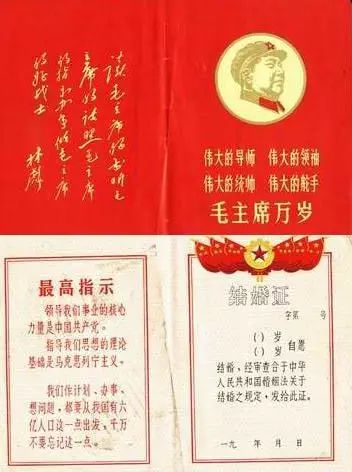 读毛主席的书听毛
主席的话照毛主席
的指示办事做毛主席
的好战士
林彪
伟大的导师 伟大的领袖
伟大的统帅 伟大的舵手
毛主席万岁
最高指示
领导我们事业的核心
力量是中国共产党。
指导我们思想的理论
基础是马克思列宁主义。
我们作计划、办事、
想问题,都要从我国有六
亿人口这一点出发,千万
不要忘记这一点。
结婚证
字第 号
( ) 岁
( ) 岁 自愿
结婚,经审查合于中华
人民共和国婚姻法关于
结婚之规定,发给此证。
一九 年 月 日